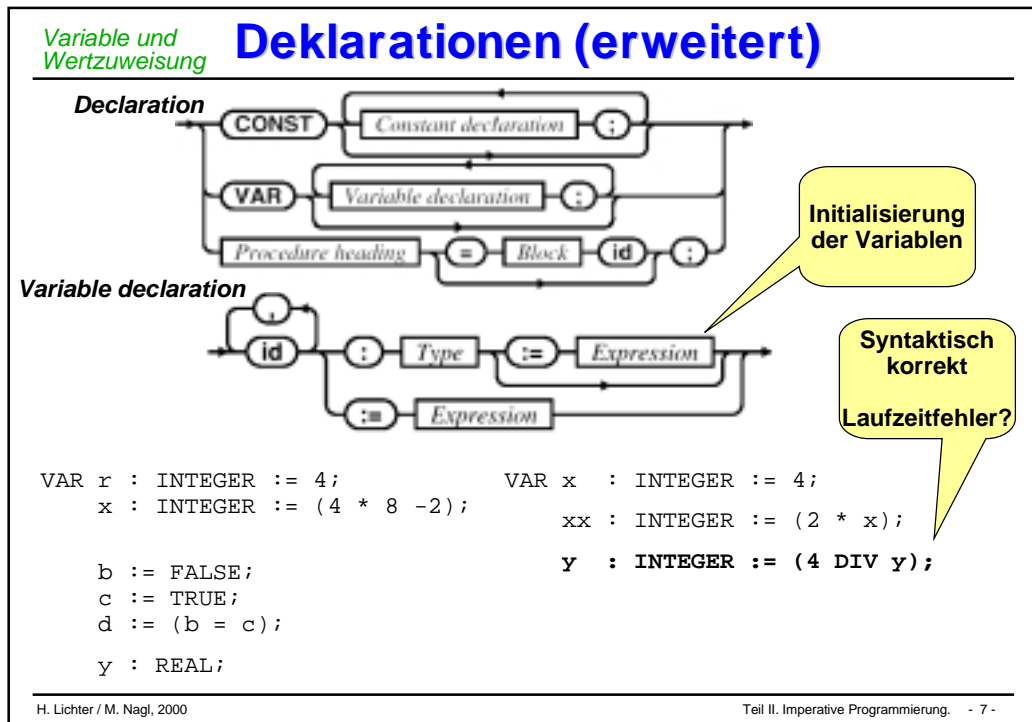 Variable und
Wertzuweisung
Deklarationen (erweitert)
Declaration
CONST Constant declaration ;
VAR Variable declaration ;
Procedure heading = Block id ;
Initialisierung
der Variablen
Variable declaration
,
id : Type := Expression
:= Expression
Syntaktisch
korrekt
Laufzeitfehler?
VAR r : INTEGER := 4;
x : INTEGER := (4 * 8 -2);
b := FALSE;
c := TRUE;
d := (b = c);
y : REAL;
VAR x : INTEGER := 4;
xx : INTEGER := (2 * x);
y : INTEGER := (4 DIV y);
H. Lichter / M. Nagl, 2000
Teil II. Imperative Programmierung. - 7 -